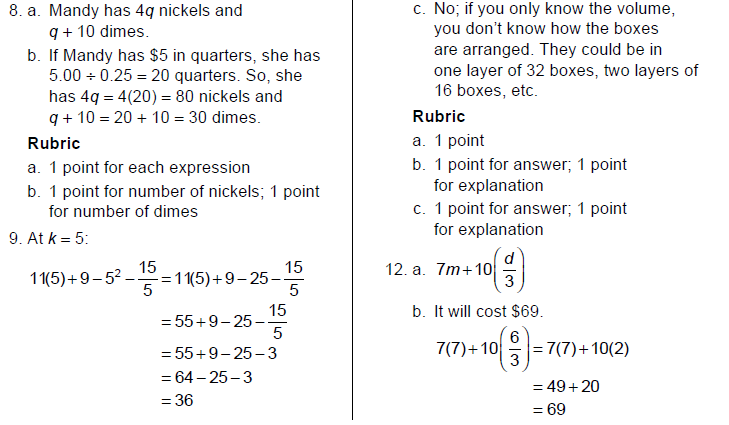 8. a. Mandy has 4q nickels and
q + 10 dimes.
b. If Mandy has $5 in quarters, she has
5.00 ÷ 0.25 = 20 quarters. So, she
has 4q = 4(20) = 80 nickels and
q + 10 = 20 + 10 = 30 dimes.
Rubric
a. 1 point for each expression
b. 1 point for number of nickels; 1 point
for number of dimes
9. At k = 5:
11(5)+9−5²−15/5=11(5)+9−25−15/5
=55+9−25−15/5
=55+9−25−3
=64−25−3
=36
c. No; if you only know the volume,
you don't know how the boxes
are arranged. They could be in
one layer of 32 boxes, two layers of
16 boxes, etc.
Rubric
a. 1 point
b. 1 point for answer; 1 point
for explanation
c. 1 point for answer; 1 point
for explanation
12. a. 7m+10(d/3)
b. It will cost $69.
7(7)+10(6/3)=7(7)+10(2)
=49+20
=69